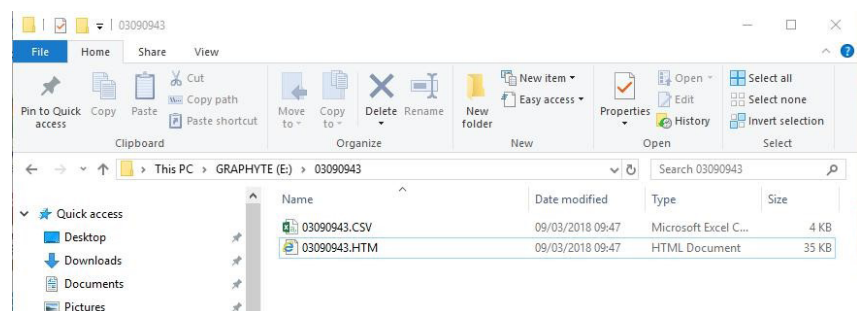 03090943
File Home Share View
Pin to Quick access
Copy
Paste
Cut
Copy path
Paste shortcut
Clipboard
Move to
Copy to
Delete
Rename
Organize
New folder
New item
Easy access
New
Properties
Open
Edit
History
Open
Select all
Select none
Invert selection
Select
This PC > GRAPHYTE (E:) > 03090943
Search 03090943
Name Date modified Type Size
03090943.CSV 09/03/2018 09:47 Microsoft Excel C... 4 KB
03090943.HTM 09/03/2018 09:47 HTML Document 35 KB
Quick access
Desktop
Downloads
Documents
Pictures